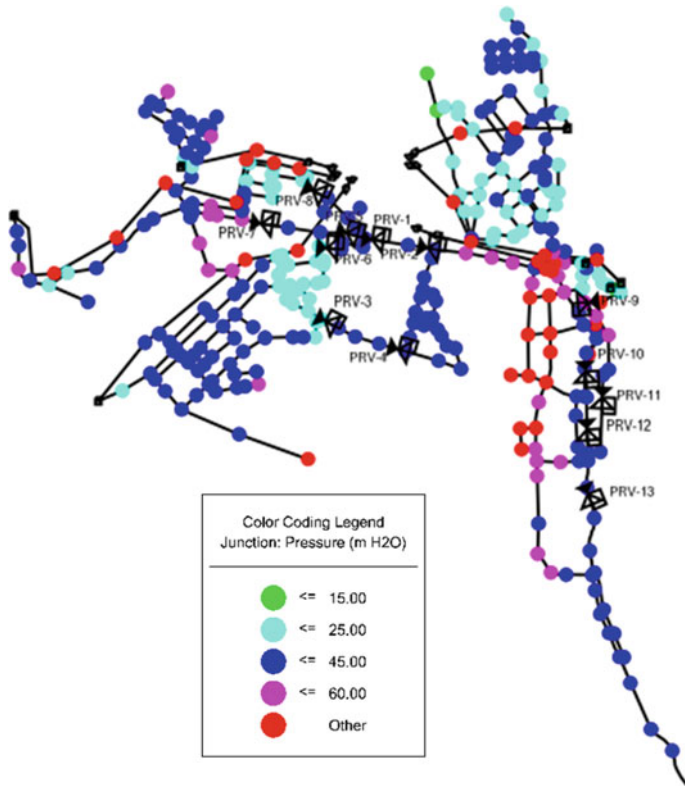 PRV-8
PRV-7
PRV-1
PRV-2
PRV-6
PRV-3
PRV-4
PRV-9
PRV-10
PRV-11
PRV-12
PRV-13
Color Coding Legend
Junction: Pressure (m H2O)
<= 15.00
<= 25.00
<= 45.00
<= 60.00
Other